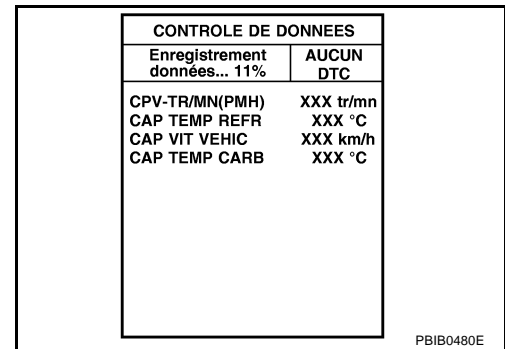 CONTROLE DE DONNEES
Enregistrement données... 11% AUCUN DTC
CPV-TR/MN(PMH) XXX tr/mn
CAP TEMP REFR XXX °C
CAP VIT VEHIC XXX km/h
CAP TEMP CARB XXX °C
PBIB0480E